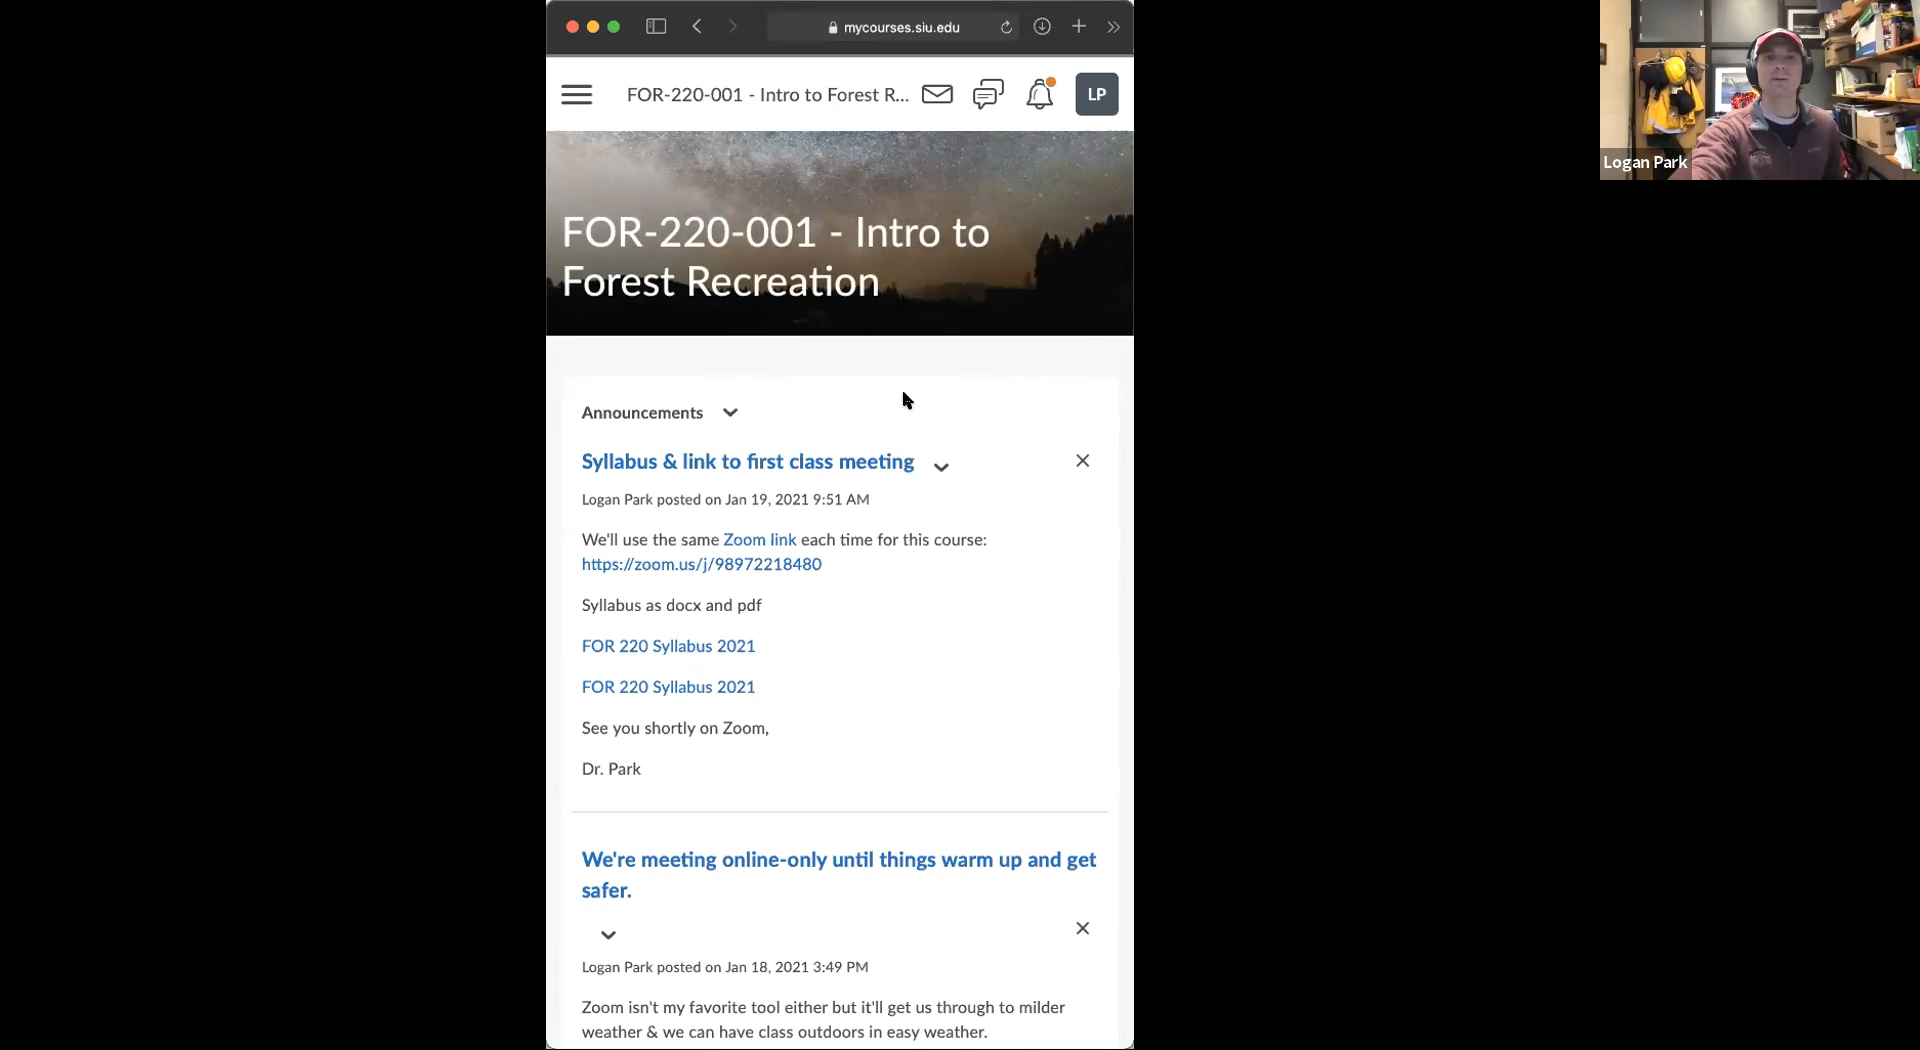 mycourses.siu.edu
FOR-220-001 - Intro to Forest R...
LP
FOR-220-001 - Intro to
Forest Recreation
Announcements
Syllabus & link to first class meeting
Logan Park posted on Jan 19, 2021 9:51 AM
We'll use the same Zoom link each time for this course:
https://zoom.us/j/98972218480
Syllabus as docx and pdf
FOR 220 Syllabus 2021
FOR 220 Syllabus 2021
See you shortly on Zoom,
Dr. Park
We're meeting online-only until things warm up and get
safer.
Logan Park posted on Jan 18, 2021 3:49 PM
Zoom isn't my favorite tool either but it'll get us through to milder
weather & we can have class outdoors in easy weather.
Logan Park